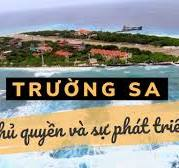 TRƯỜNG SA
hủ quyền và sự phát triể